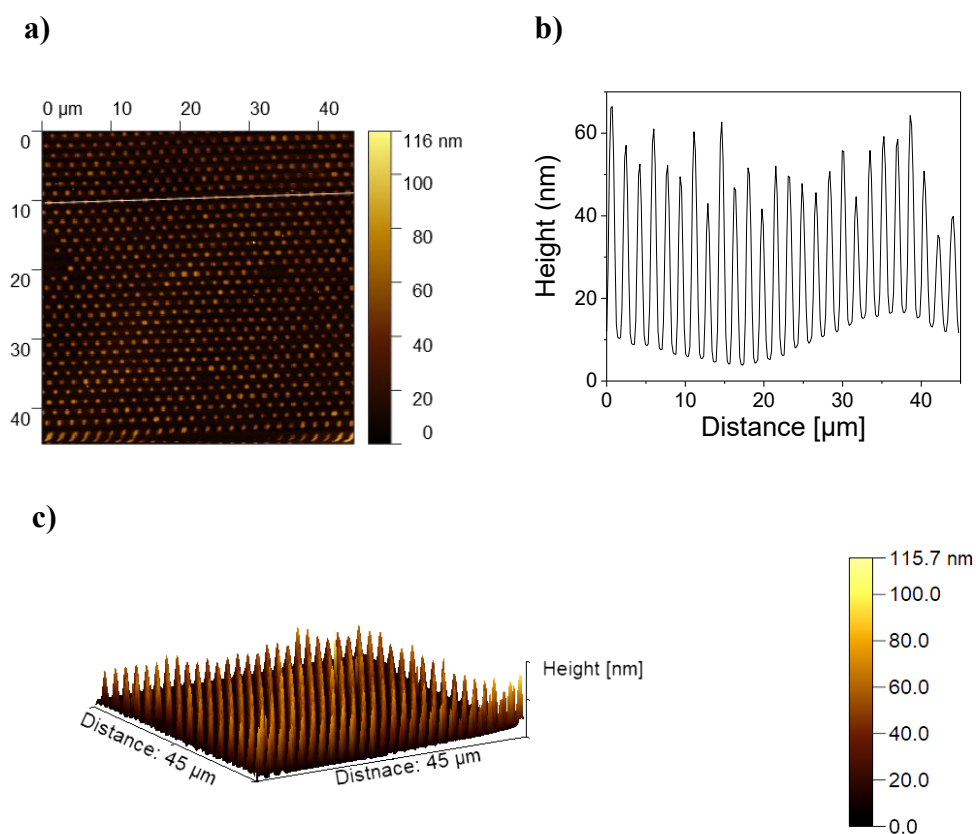 a)
0 µm 10 20 30 40
0
10
20
30
40
116 nm
100
80
60
40
20
0
b)
Height (nm)
60
40
20
0
0 10 20 30 40
Distance [µm]
c)
Height [nm]
Distance: 45 µm
Distnace: 45 µm
115.7 nm
100.0
80.0
60.0
40.0
20.0
0.0